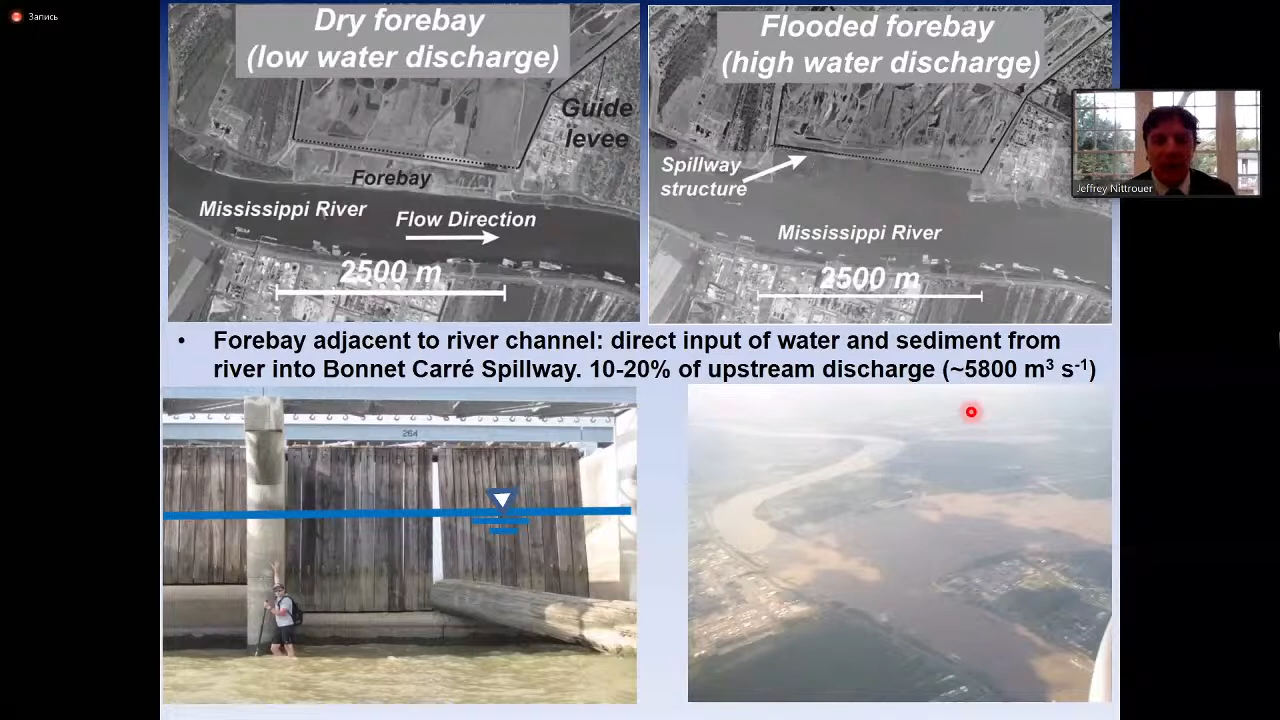 Запись
Dry forebay
(low water discharge)
Guide
levee
Forebay
Mississippi River
Flow Direction
2500 m
Flooded forebay
(high water discharge)
Spillway
structure
Mississippi River
2500 m
Jeffrey Nittrouer
• Forebay adjacent to river channel: direct input of water and sediment from
river into Bonnet Carré Spillway. 10-20% of upstream discharge (~5800 m³ s⁻¹)
264